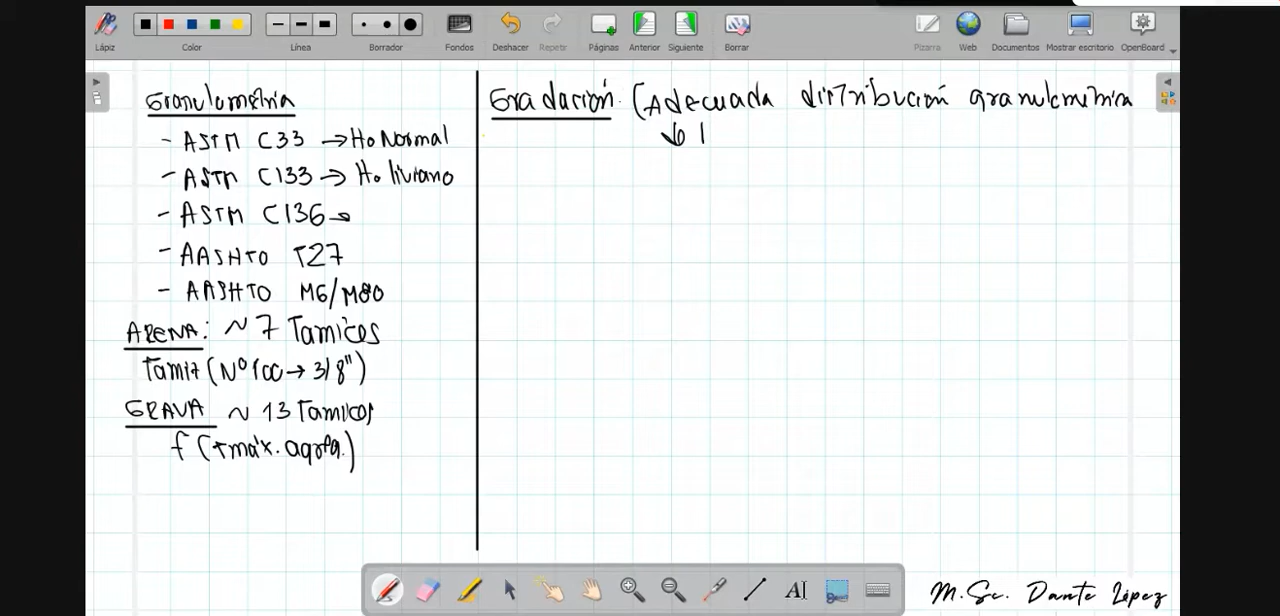 Lápiz Color Línea Borrador Fondos Deshacer Repetir Páginas Anterior Siguiente Borrar Pizarra Web Documentos Mostrar escritorio OpenBoard
Granulometría
- ASTM C33 → Ho Normal
- ASTM C133 → Ho liviano
- ASTM C136 →
- AASHTO T27
- AASHTO M6/M80
ARENA: ~ 7 Tamices
Tamiz (Nº 100 → 3/8")
GRAVA ~ 13 Tamices
f (Tmáx. agreg.)
Gradación. (Adecuada distribución granulométrica
↓
M.Sc. Dante López